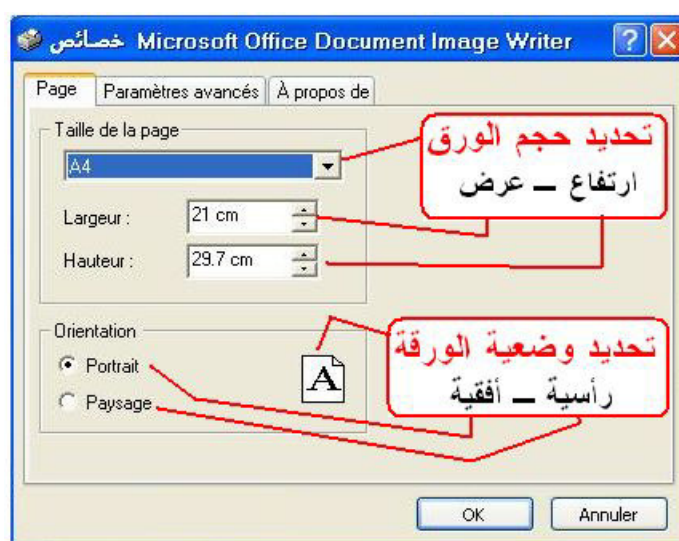 خصائص Microsoft Office Document Image Writer
Page
Paramètres avancés
À propos de
Taille de la page
A4
Largeur :
21 cm
Hauteur :
29.7 cm
تحديد حجم الورق
ارتفاع ـ عرض
Orientation
Portrait
Paysage
A
تحديد وضعية الورقة
رأسية ـ أفقية
OK
Annuler